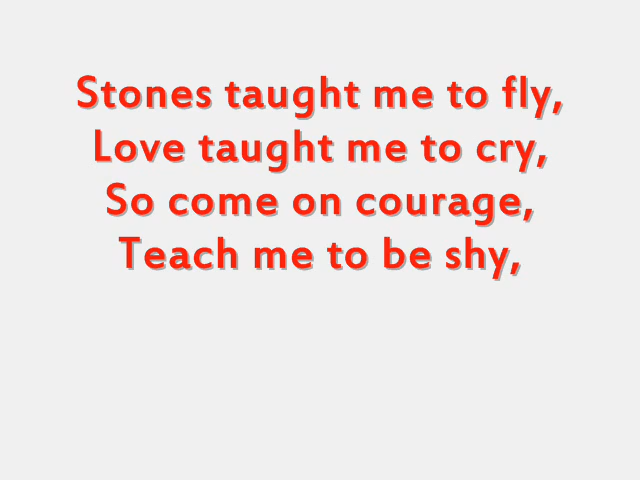 Stones taught me to fly,
Love taught me to cry,
So come on courage,
Teach me to be shy,